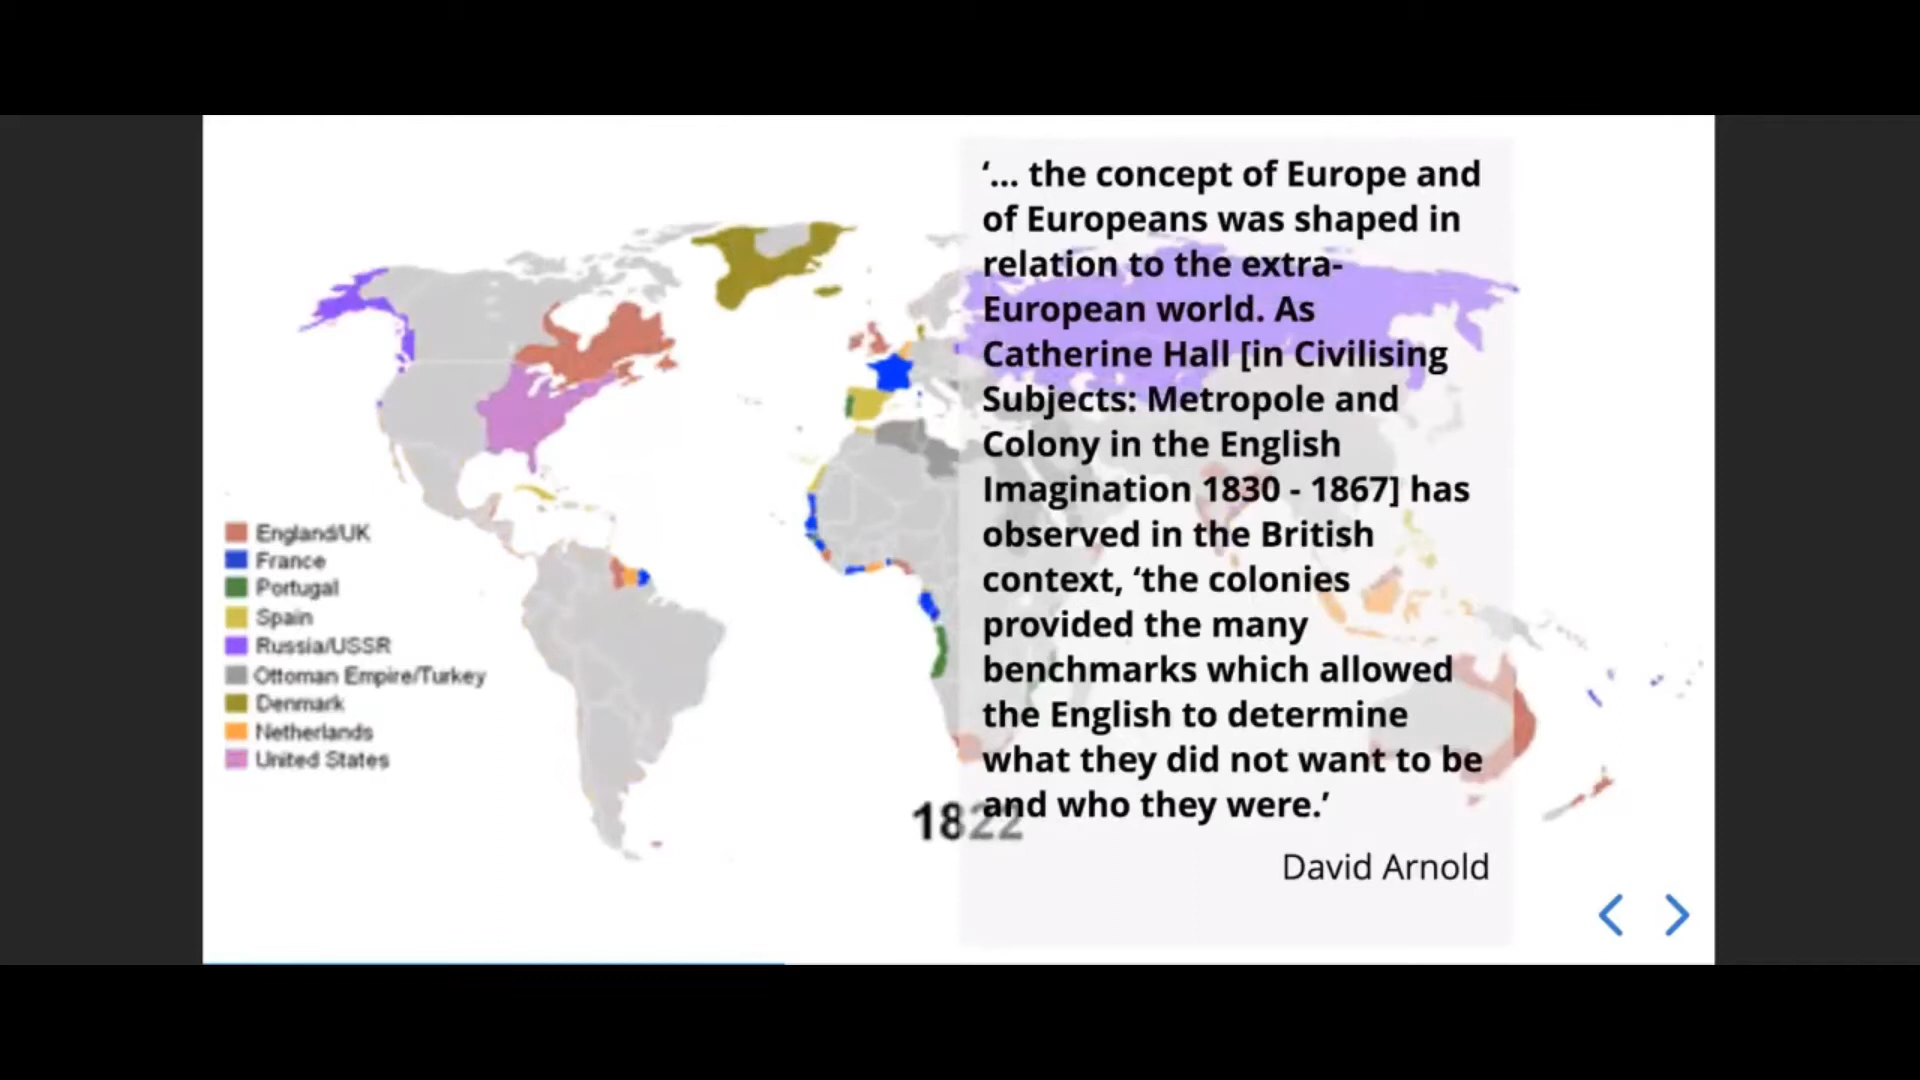 ‘... the concept of Europe and
of Europeans was shaped in
relation to the extra-
European world. As
Catherine Hall [in Civilising
Subjects: Metropole and
Colony in the English
Imagination 1830 - 1867] has
observed in the British
context, ‘the colonies
provided the many
benchmarks which allowed
the English to determine
what they did not want to be
and who they were.’
David Arnold
England/UK
France
Portugal
Spain
Russia/USSR
Ottoman Empire/Turkey
Denmark
Netherlands
United States
1822